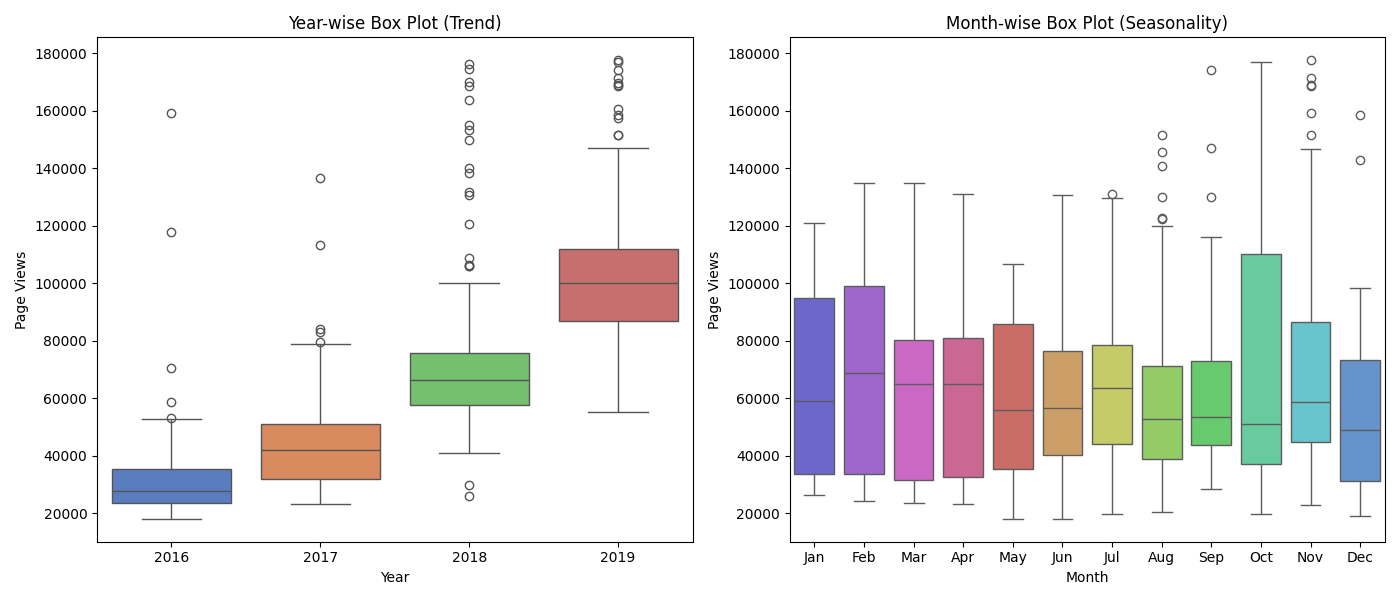 Year-wise Box Plot (Trend)
180000
160000
140000
120000
100000
80000
60000
40000
20000
Page Views
2016 2017 2018 2019
Year
Month-wise Box Plot (Seasonality)
180000
160000
140000
120000
100000
80000
60000
40000
20000
Page Views
Jan Feb Mar Apr May Jun Jul Aug Sep Oct Nov Dec
Month